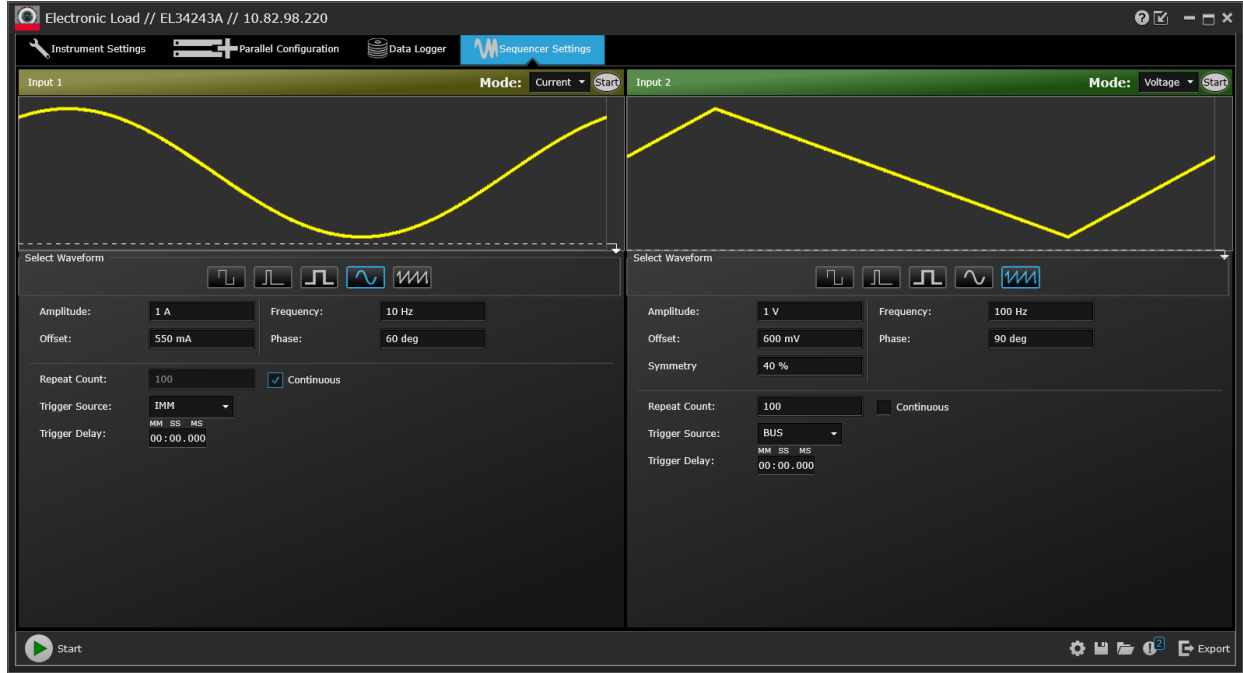 Electronic Load // EL34243A // 10.82.98.220
Instrument Settings Parallel Configuration Data Logger Sequencer Settings
Input 1 Mode: Current Start
Input 2 Mode: Voltage Start
Select Waveform
Amplitude: 1 A Frequency: 10 Hz
Offset: 550 mA Phase: 60 deg
Repeat Count: 100 Continuous
Trigger Source: IMM
MM SS MS
Trigger Delay: 00:00.000
Select Waveform
Amplitude: 1 V Frequency: 100 Hz
Offset: 600 mV Phase: 90 deg
Symmetry 40 %
Repeat Count: 100 Continuous
Trigger Source: BUS
MM SS MS
Trigger Delay: 00:00.000
Start
2 Export